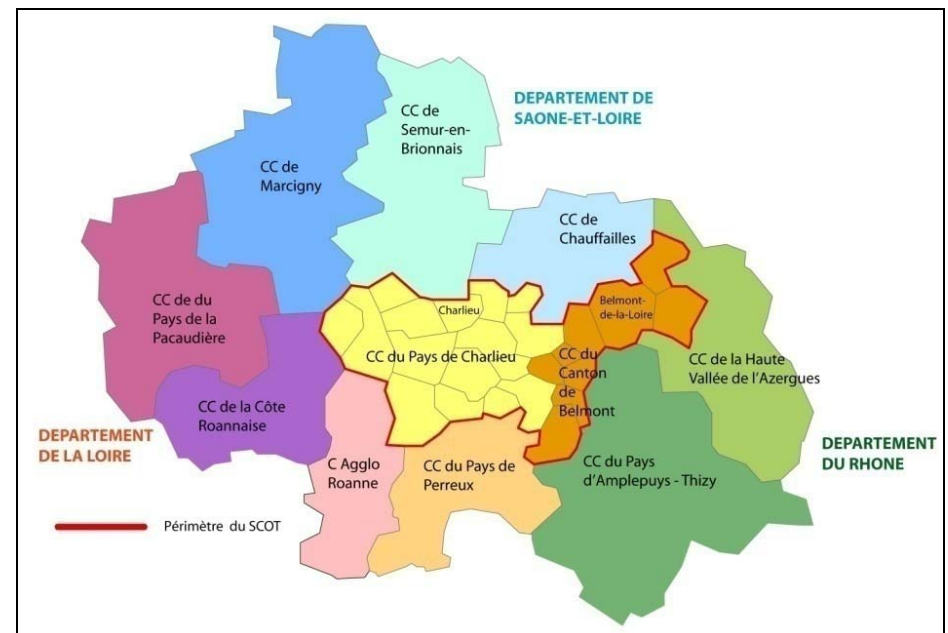 DEPARTEMENT DE
SAONE-ET-LOIRE
CC de
Semur-en-
Brionnais
CC de
Marcigny
CC de
Chauffailles
CC de du
Pays de la
Pacaudière
Charlieu
Belmont-
de-la-Loire
CC du Pays de Charlieu
CC du
Canton
de
Belmont
CC de la Haute
Vallée de l'Azergues
CC de la Côte
Roannaise
DEPARTEMENT
DE LA LOIRE
C Agglo
Roanne
CC du Pays de
Perreux
CC du Pays
d'Amplepuys - Thizy
DEPARTEMENT
DU RHONE
Périmètre du SCOT